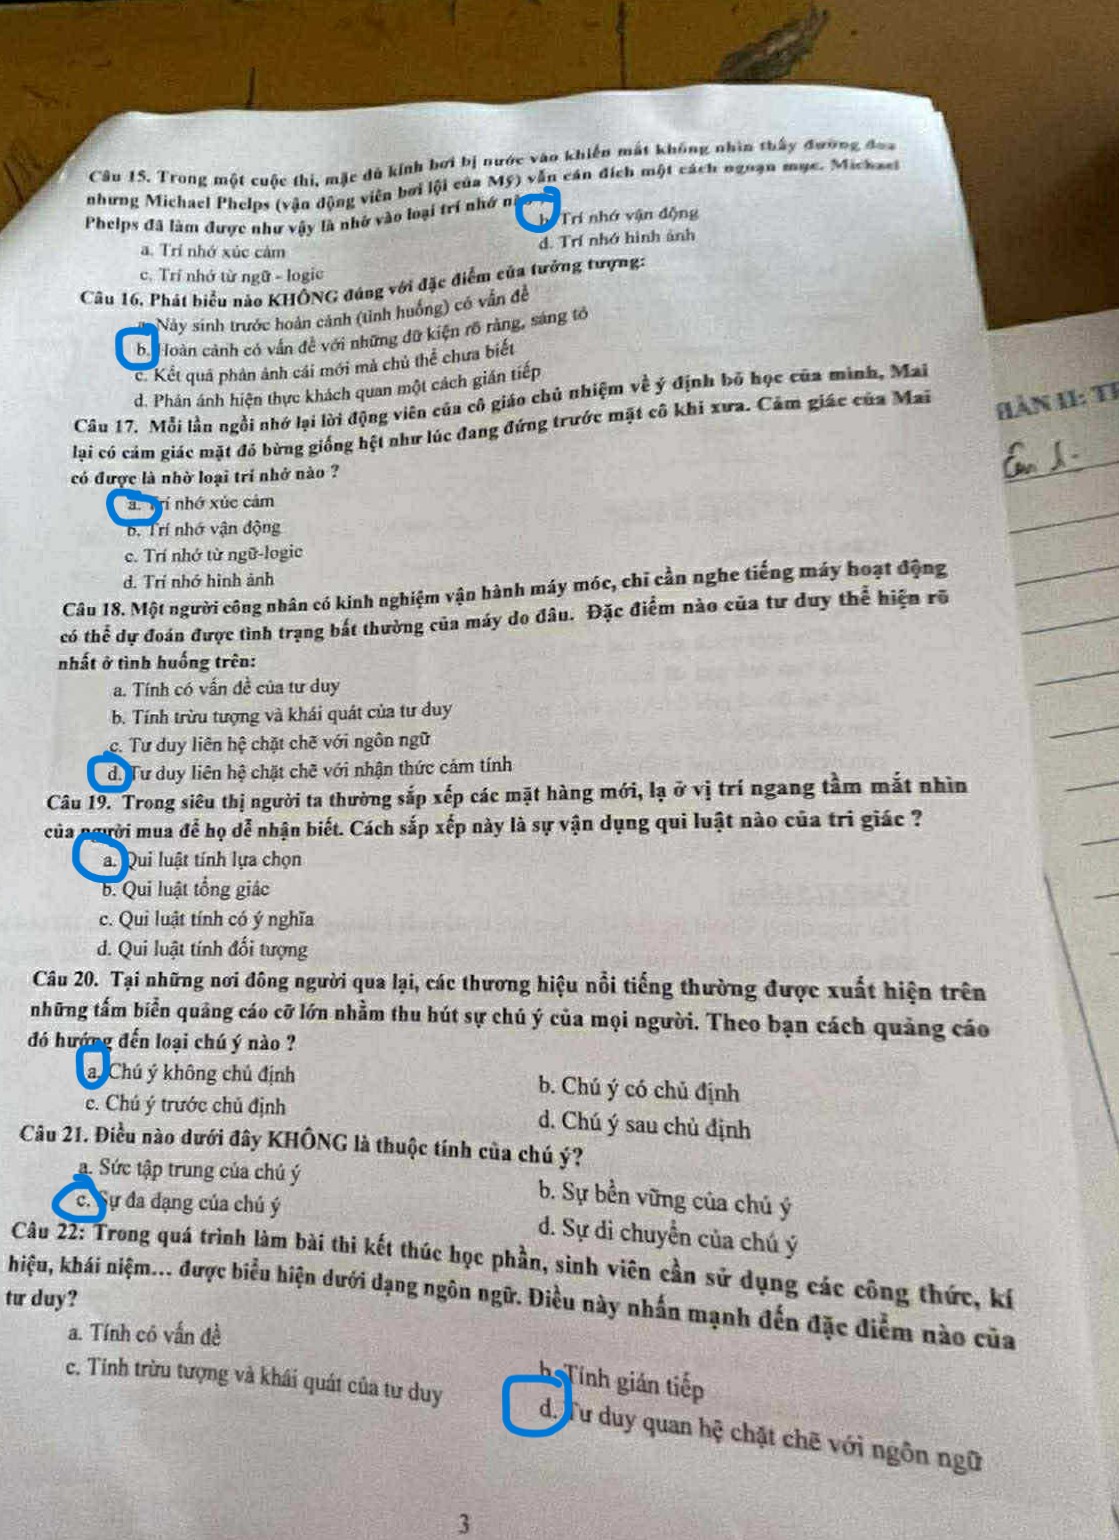 Câu 15. Trong một cuộc thi, mặc dù kính bơi bị nước vào khiến mắt không nhìn thấy đường đua
nhưng Michael Phelps (vận động viên bơi lội của Mỹ) vẫn cán đích một cách ngoạn mục. Michael
Phelps đã làm được như vậy là nhờ vào loại trí nhớ
a. Trí nhớ xúc cảm
b. Trí nhớ vận động
c. Trí nhớ từ ngữ - logic
d. Trí nhớ hình ảnh
Câu 16. Phát biểu nào KHÔNG đúng với đặc điểm của tưởng tượng:
a. Nảy sinh trước hoàn cảnh (tình huống) có vấn đề
b. Hoàn cảnh có vấn đề với những dữ kiện rõ ràng, sáng tỏ
c. Kết quả phản ánh cái mới mà chủ thể chưa biết
d. Phản ánh hiện thực khách quan một cách gián tiếp
Câu 17. Mỗi lần ngồi nhớ lại lời động viên của cô giáo chủ nhiệm về ý định bỏ học của mình, Mai
lại có cảm giác mặt đỏ bừng giống hệt như lúc đang đứng trước mặt cô khi xưa. Cảm giác của Mai
có được là nhờ loại trí nhớ nào ?
a. Trí nhớ xúc cảm
b. Trí nhớ vận động
c. Trí nhớ từ ngữ-logic
d. Trí nhớ hình ảnh
Câu 18. Một người công nhân có kinh nghiệm vận hành máy móc, chỉ cần nghe tiếng máy hoạt động
có thể dự đoán được tình trạng bất thường của máy do đâu. Đặc điểm nào của tư duy thể hiện rõ
nhất ở tình huống trên:
a. Tính có vấn đề của tư duy
b. Tính trừu tượng và khái quát của tư duy
c. Tư duy liên hệ chặt chẽ với ngôn ngữ
d. Tư duy liên hệ chặt chẽ với nhận thức cảm tính
Câu 19. Trong siêu thị người ta thường sắp xếp các mặt hàng mới, lạ ở vị trí ngang tầm mắt nhìn
của người mua để họ dễ nhận biết. Cách sắp xếp này là sự vận dụng qui luật nào của tri giác ?
a. Qui luật tính lựa chọn
b. Qui luật tổng giác
c. Qui luật tính có ý nghĩa
d. Qui luật tính đối tượng
Câu 20. Tại những nơi đông người qua lại, các thương hiệu nổi tiếng thường được xuất hiện trên
những tấm biển quảng cáo cỡ lớn nhằm thu hút sự chú ý của mọi người. Theo bạn cách quảng cáo
đó hướng đến loại chú ý nào ?
a. Chú ý không chủ định
b. Chú ý có chủ định
c. Chú ý trước chủ định
d. Chú ý sau chủ định
Câu 21. Điều nào dưới đây KHÔNG là thuộc tính của chú ý?
a. Sức tập trung của chú ý
b. Sự bền vững của chú ý
c. Sự đa dạng của chú ý
d. Sự di chuyển của chú ý
Câu 22: Trong quá trình làm bài thi kết thúc học phần, sinh viên cần sử dụng các công thức, kí
hiệu, khái niệm... được biểu hiện dưới dạng ngôn ngữ. Điều này nhấn mạnh đến đặc điểm nào của
tư duy?
a. Tính có vấn đề
b. Tính gián tiếp
c. Tính trừu tượng và khái quát của tư duy
d. Tư duy quan hệ chặt chẽ với ngôn ngữ
3
II: